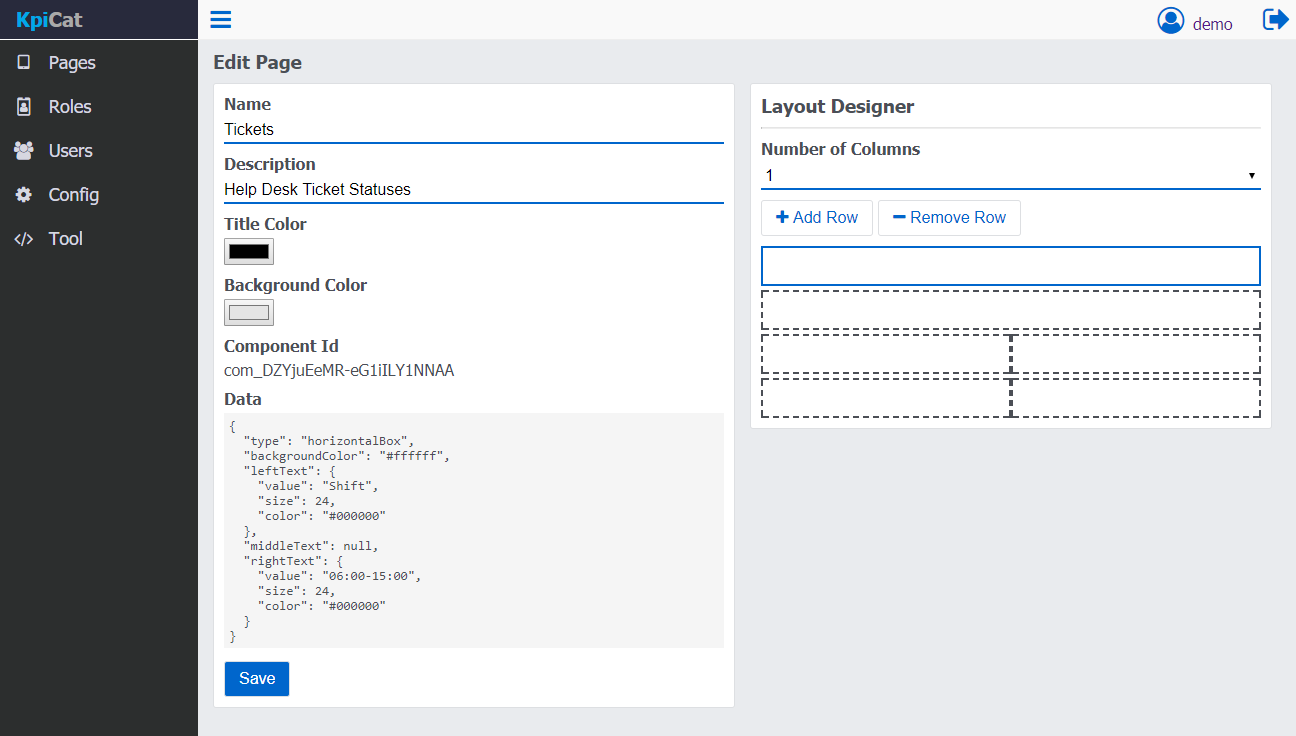 KpiCat
demo
Pages
Roles
Users
Config
Tool
Edit Page
Name
Tickets
Description
Help Desk Ticket Statuses
Title Color
Background Color
Component Id
com_DZYjuEeMR-eG1iILY1NNAA
Data
{
  "type": "horizontalBox",
  "backgroundColor": "#ffffff",
  "leftText": {
    "value": "Shift",
    "size": 24,
    "color": "#000000"
  },
  "middleText": null,
  "rightText": {
    "value": "06:00-15:00",
    "size": 24,
    "color": "#000000"
  }
}
Save
Layout Designer
Number of Columns
1
Add Row
Remove Row